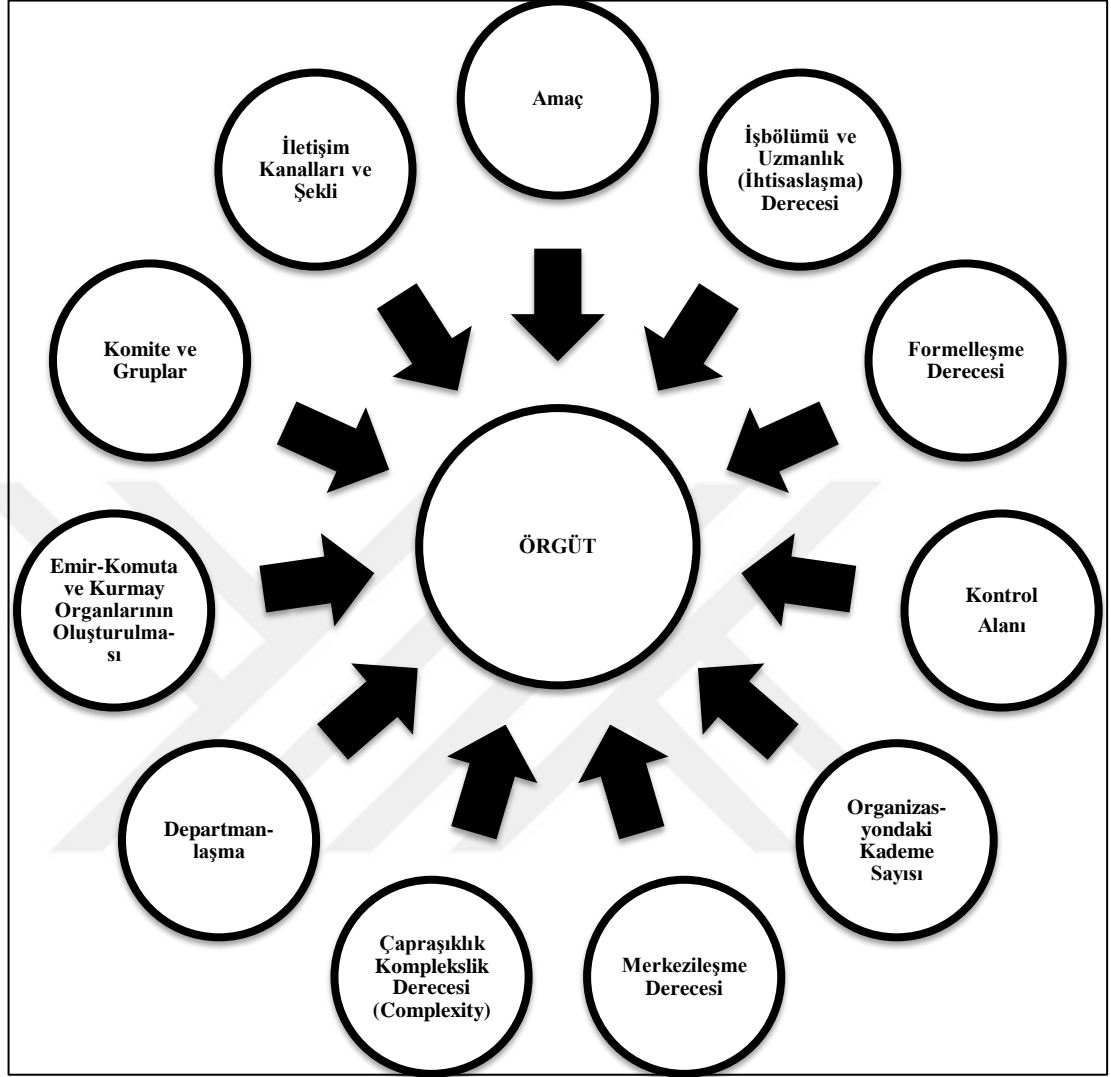 Amaç
İşbölümü ve
Uzmanlık
(İhtisaslaşma)
Derecesi
Formelleşme
Derecesi
Kontrol
Alanı
Organizas-
yondaki
Kademe
Sayısı
Merkezileşme
Derecesi
Çapraşıklık
Komplekslik
Derecesi
(Complexity)
Departman-
laşma
Emir-Komuta
ve Kurmay
Organlarının
Oluşturulma-
sı
Komite ve
Gruplar
İletişim
Kanalları ve
Şekli
ÖRGÜT